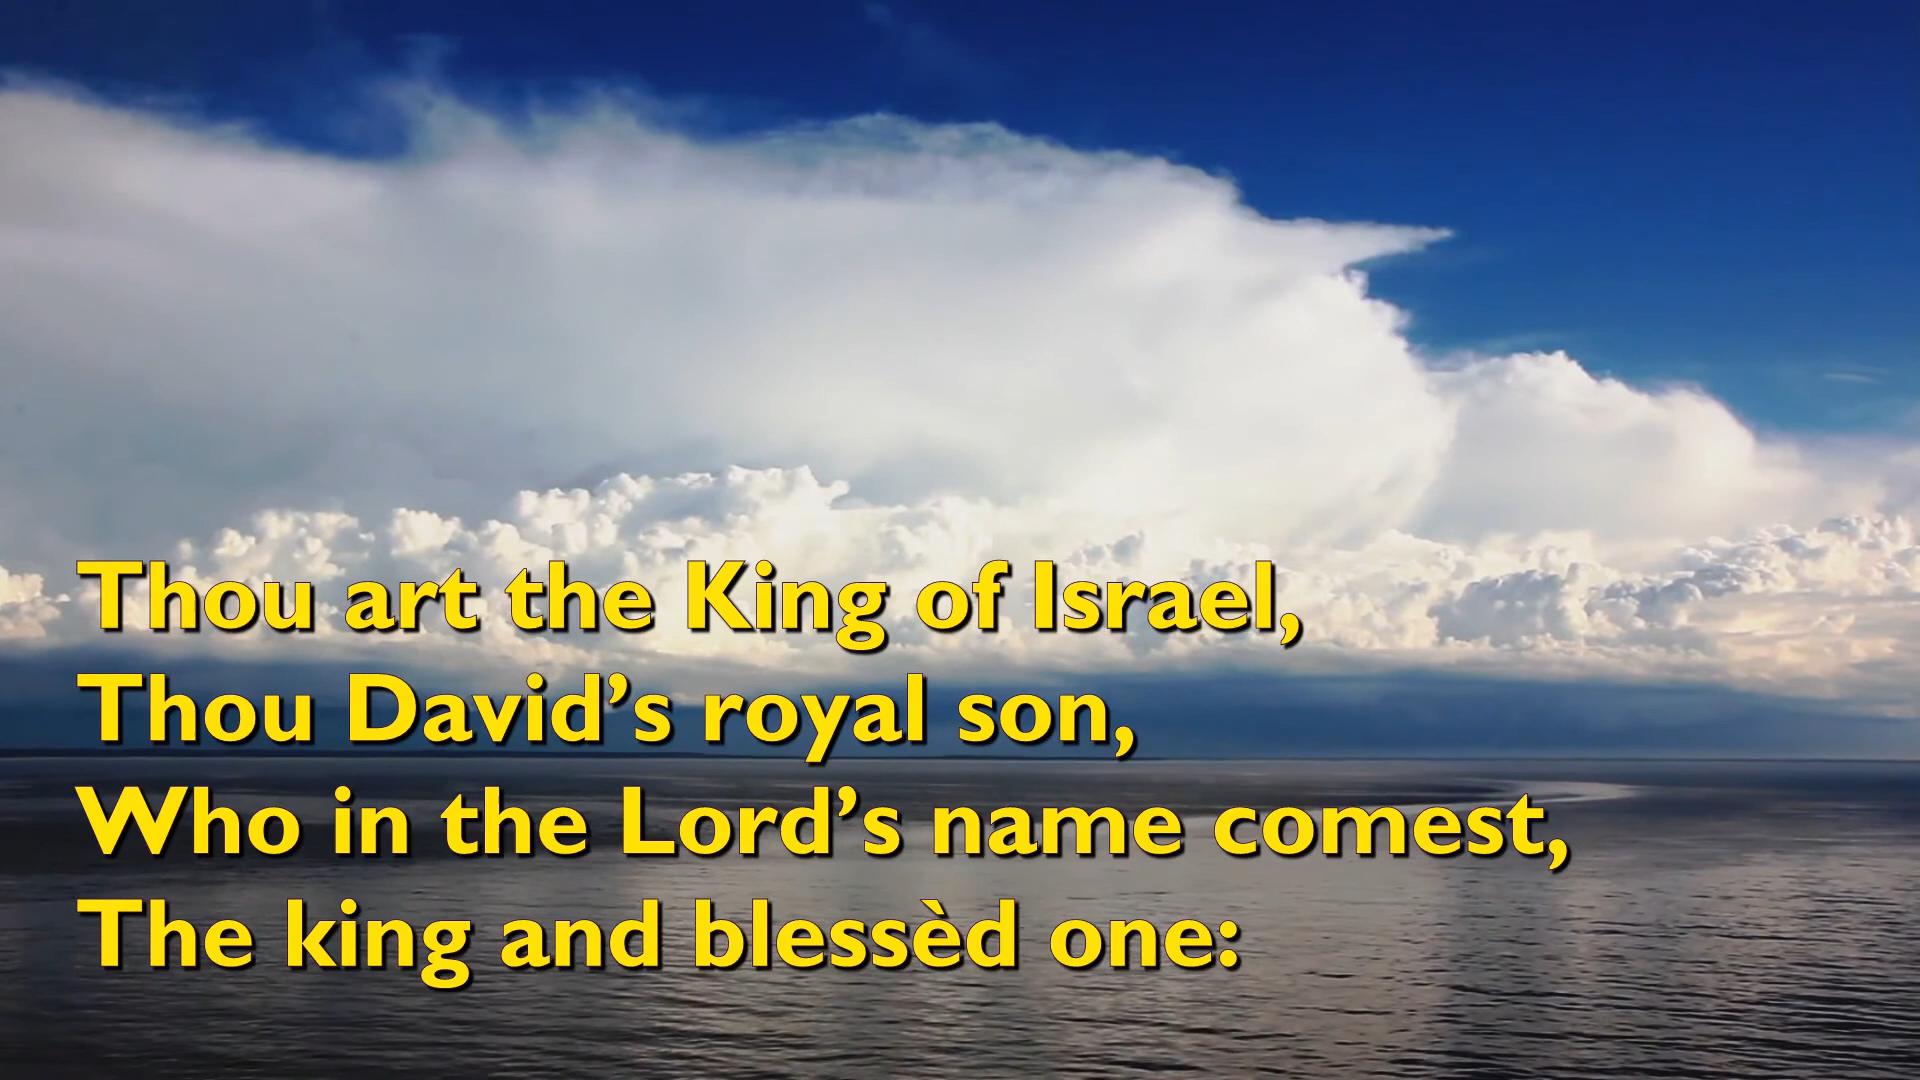 Thou art the King of Israel,
Thou David’s royal son,
Who in the Lord’s name comest,
The king and blessèd one: